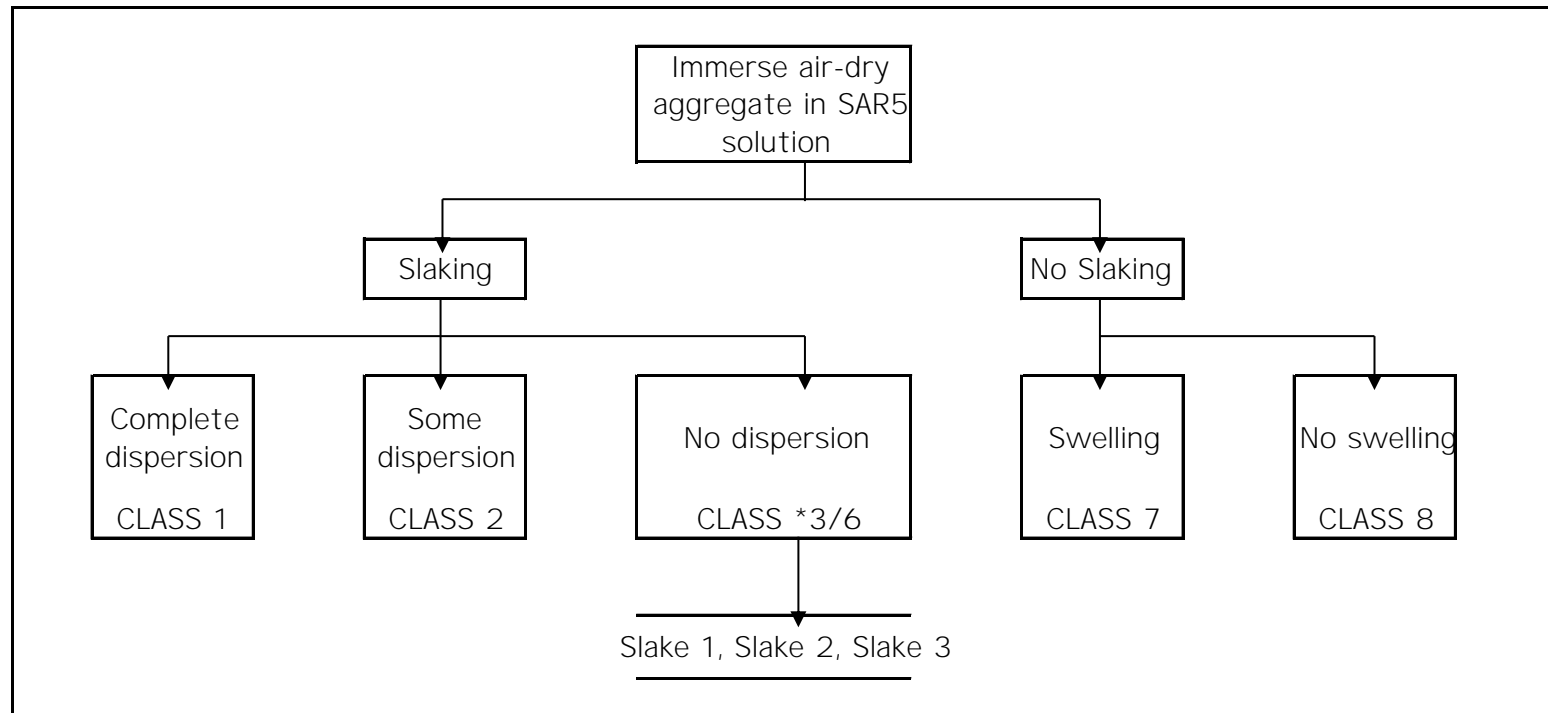 Immerse air-dry
aggregate in SAR5
solution
Slaking
No Slaking
Complete
dispersion
CLASS 1
Some
dispersion
CLASS 2
No dispersion
CLASS *3/6
Swelling
CLASS 7
No swelling
CLASS 8
Slake 1, Slake 2, Slake 3